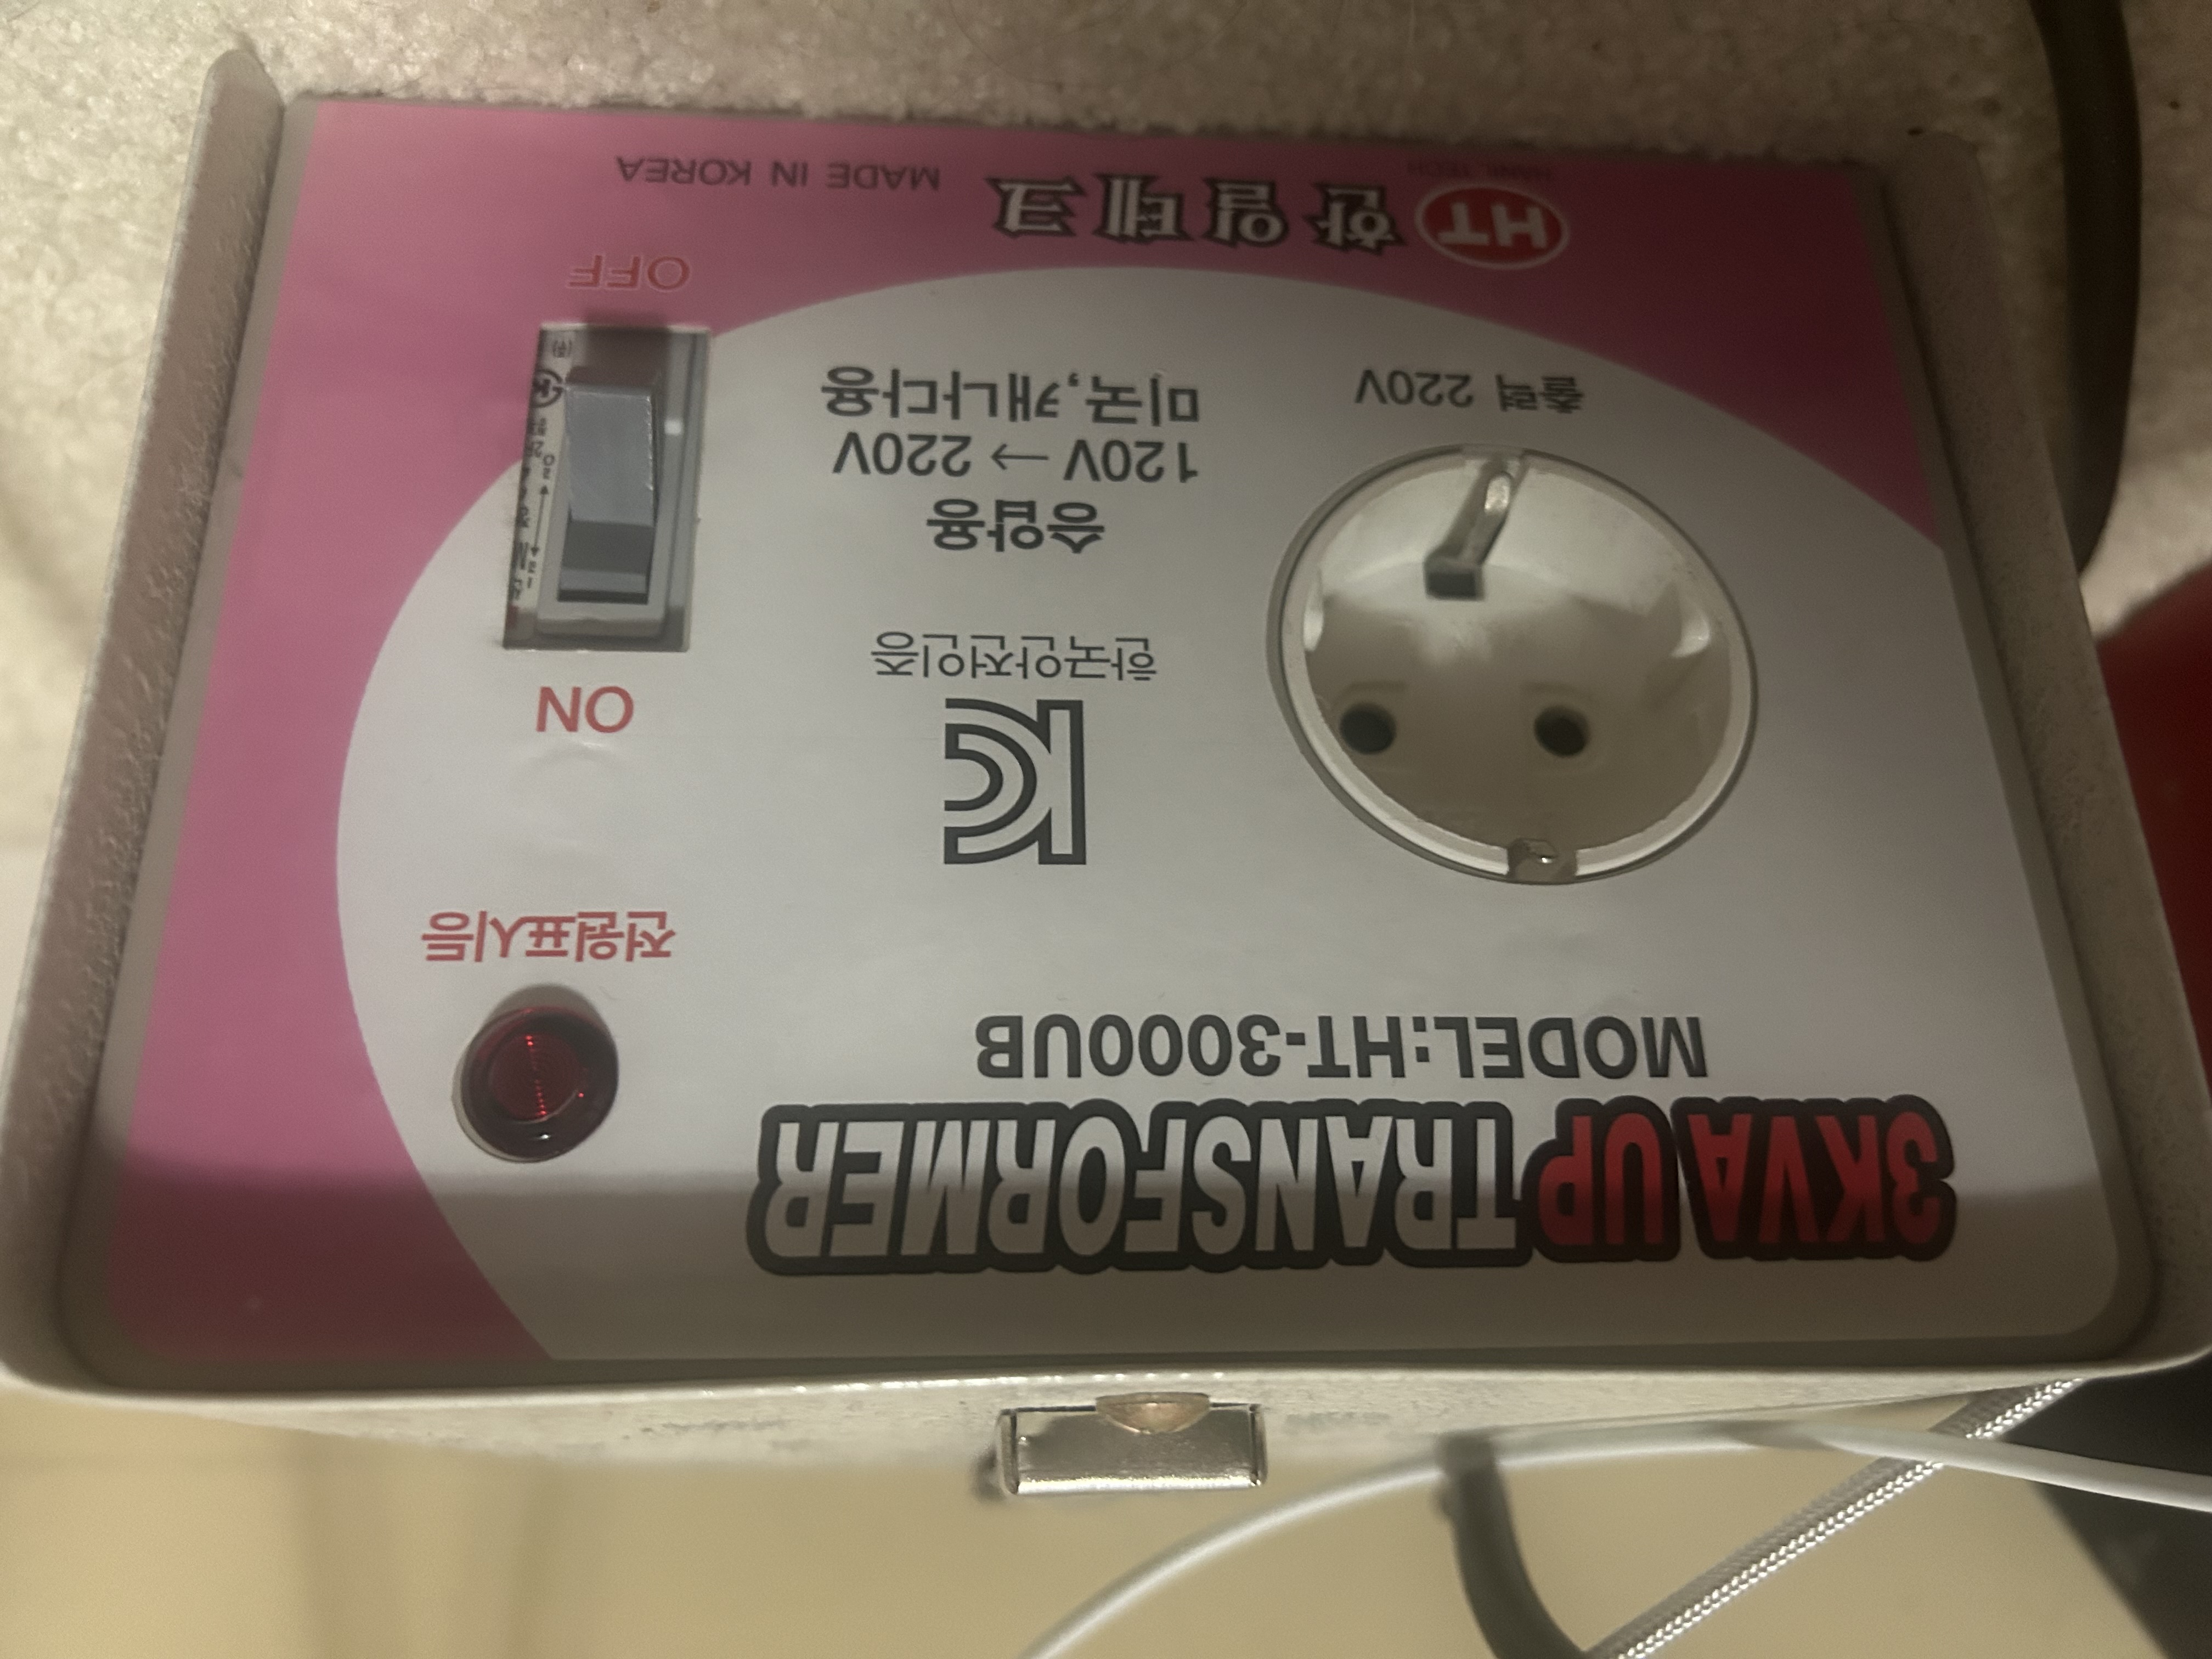 3KVA UP TRANSFORMER
MODEL:HT-3000UB
전원표시등
한국안전인증
ON
승압용
120V → 220V
미국,캐나다용
출력 220V
OFF
HT 한일테크 MADE IN KOREA
HANIL TECH